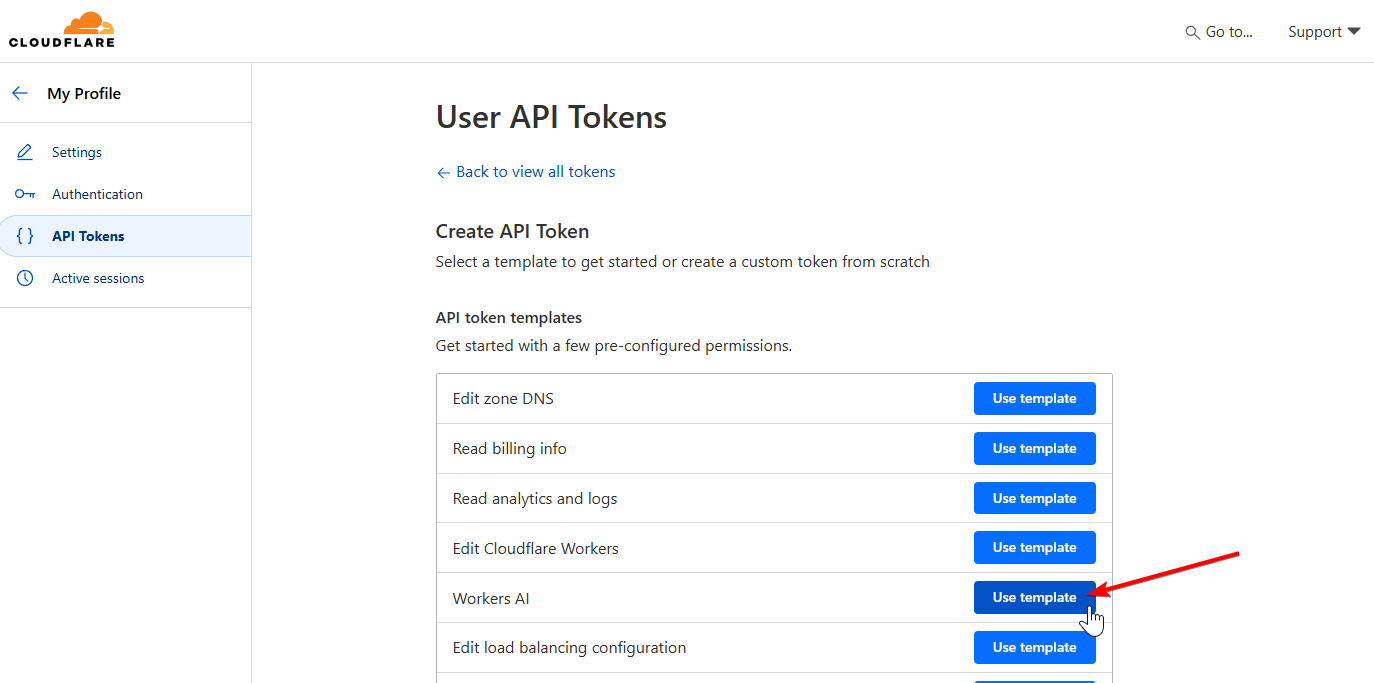 CLOUDFLARE
Go to...
Support
My Profile
Settings
Authentication
API Tokens
Active sessions
User API Tokens
Back to view all tokens
Create API Token
Select a template to get started or create a custom token from scratch
API token templates
Get started with a few pre-configured permissions.
Edit zone DNS
Use template
Read billing info
Use template
Read analytics and logs
Use template
Edit Cloudflare Workers
Use template
Workers AI
Use template
Edit load balancing configuration
Use template